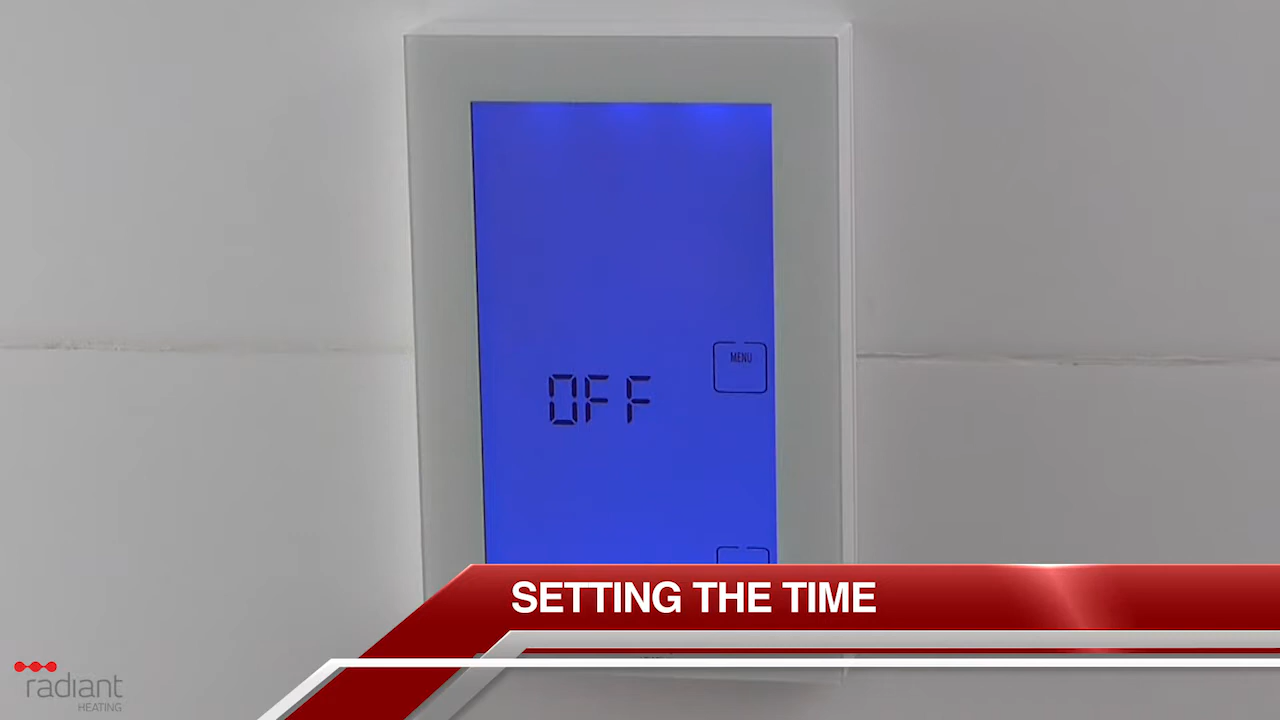 MENU
OFF
SETTING THE TIME
radiant
HEATING